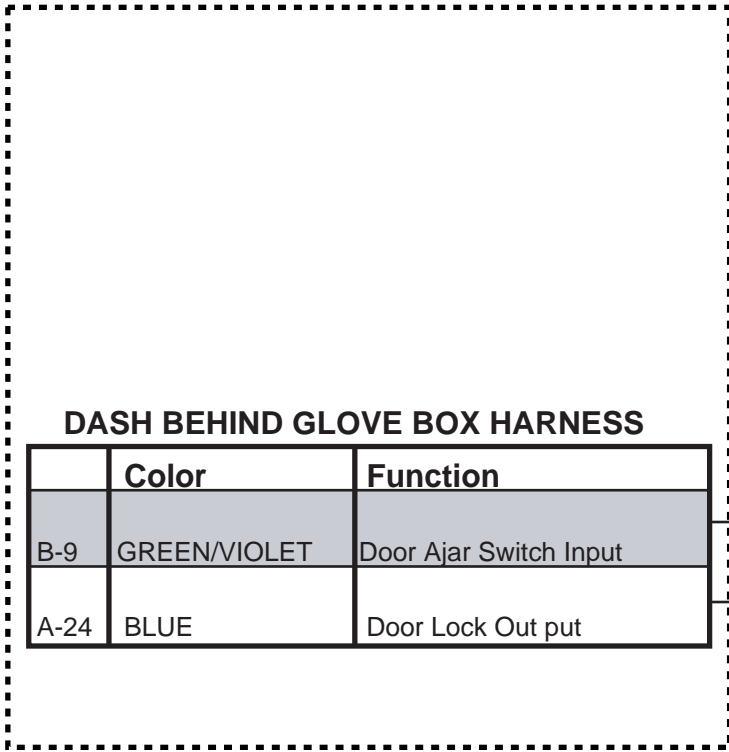 DASH BEHIND GLOVE BOX HARNESS
Color Function
B-9 GREEN/VIOLET Door Ajar Switch Input
A-24 BLUE Door Lock Out put